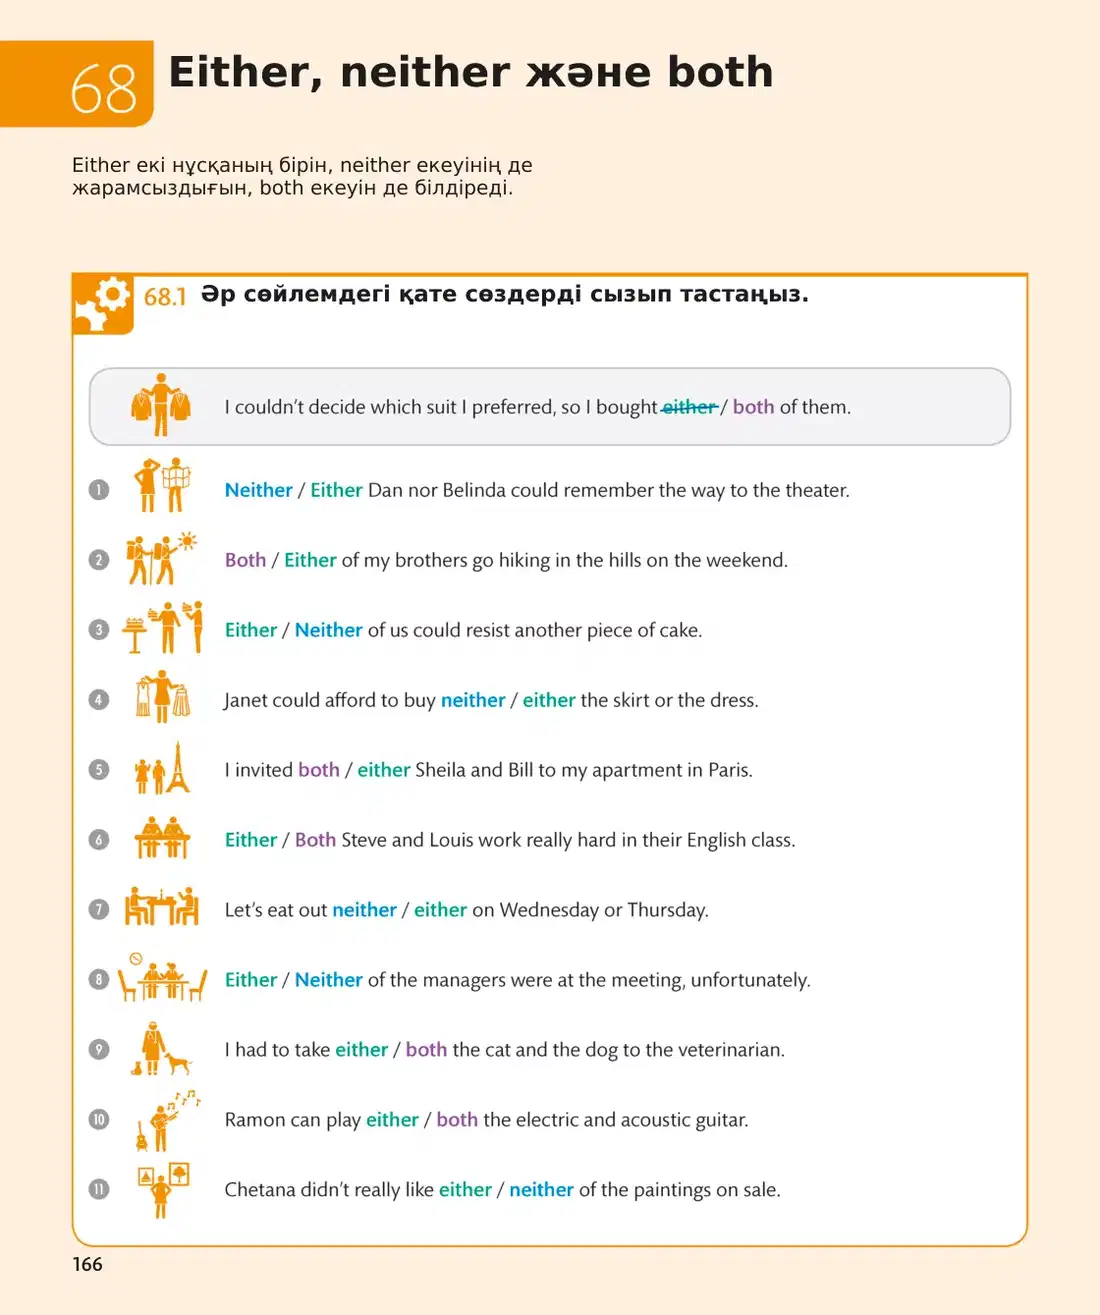 68
Either, neither және both
Either екі нұсқаның бірін, neither екеуінің де
жарамсыздығын, both екеуін де білдіреді.
68.1 Әр сөйлемдегі қате сөздерді сызып тастаңыз.
I couldn't decide which suit I preferred, so I bought either / both of them.
1 Neither / Either Dan nor Belinda could remember the way to the theater.
2 Both / Either of my brothers go hiking in the hills on the weekend.
3 Either / Neither of us could resist another piece of cake.
4 Janet could afford to buy neither / either the skirt or the dress.
5 I invited both / either Sheila and Bill to my apartment in Paris.
6 Either / Both Steve and Louis work really hard in their English class.
7 Let's eat out neither / either on Wednesday or Thursday.
8 Either / Neither of the managers were at the meeting, unfortunately.
9 I had to take either / both the cat and the dog to the veterinarian.
10 Ramon can play either / both the electric and acoustic guitar.
11 Chetana didn't really like either / neither of the paintings on sale.
166